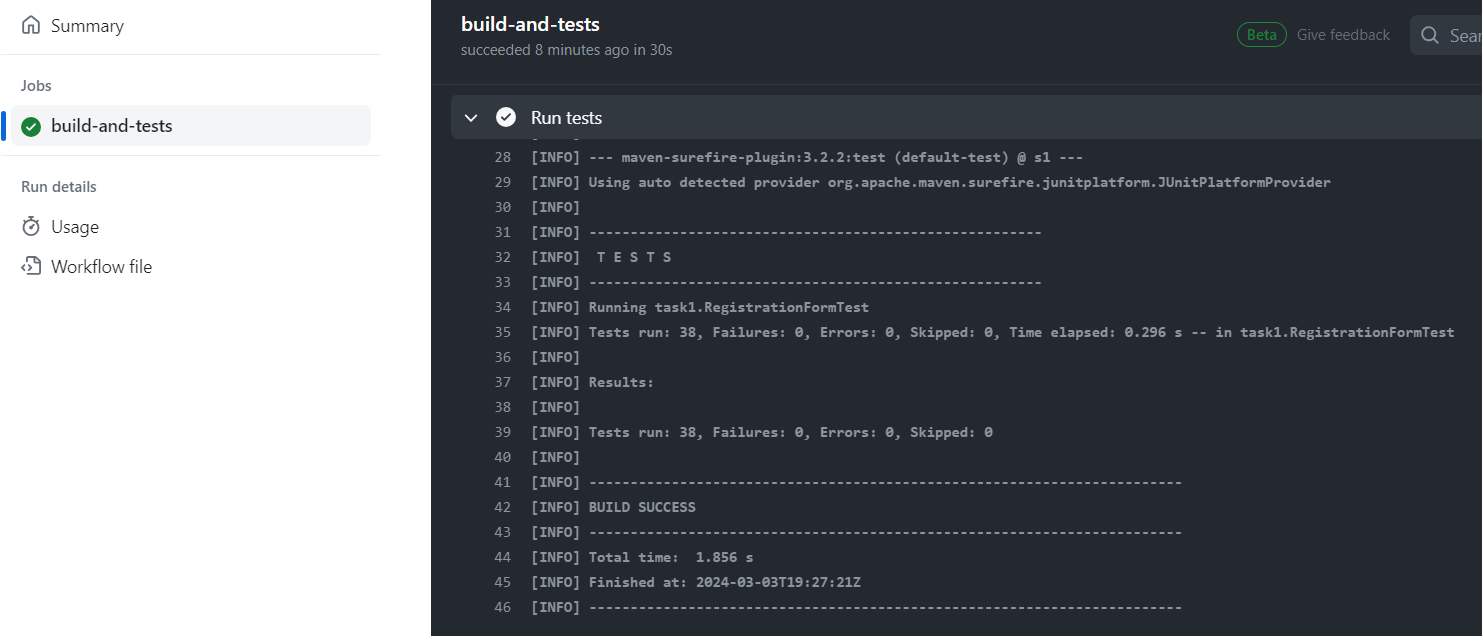 Summary
Jobs
build-and-tests
Run details
Usage
Workflow file
build-and-tests
succeeded 8 minutes ago in 30s
Beta Give feedback
Run tests
28 [INFO] --- maven-surefire-plugin:3.2.2:test (default-test) @ s1 ---
29 [INFO] Using auto detected provider org.apache.maven.surefire.junitplatform.JUnitPlatformProvider
30 [INFO]
31 [INFO] -------------------------------------------------------
32 [INFO]  T E S T S
33 [INFO] -------------------------------------------------------
34 [INFO] Running task1.RegistrationFormTest
35 [INFO] Tests run: 38, Failures: 0, Errors: 0, Skipped: 0, Time elapsed: 0.296 s -- in task1.RegistrationFormTest
36 [INFO]
37 [INFO] Results:
38 [INFO]
39 [INFO] Tests run: 38, Failures: 0, Errors: 0, Skipped: 0
40 [INFO]
41 [INFO] ------------------------------------------------------------------------
42 [INFO] BUILD SUCCESS
43 [INFO] ------------------------------------------------------------------------
44 [INFO] Total time:  1.856 s
45 [INFO] Finished at: 2024-03-03T19:27:21Z
46 [INFO] ------------------------------------------------------------------------